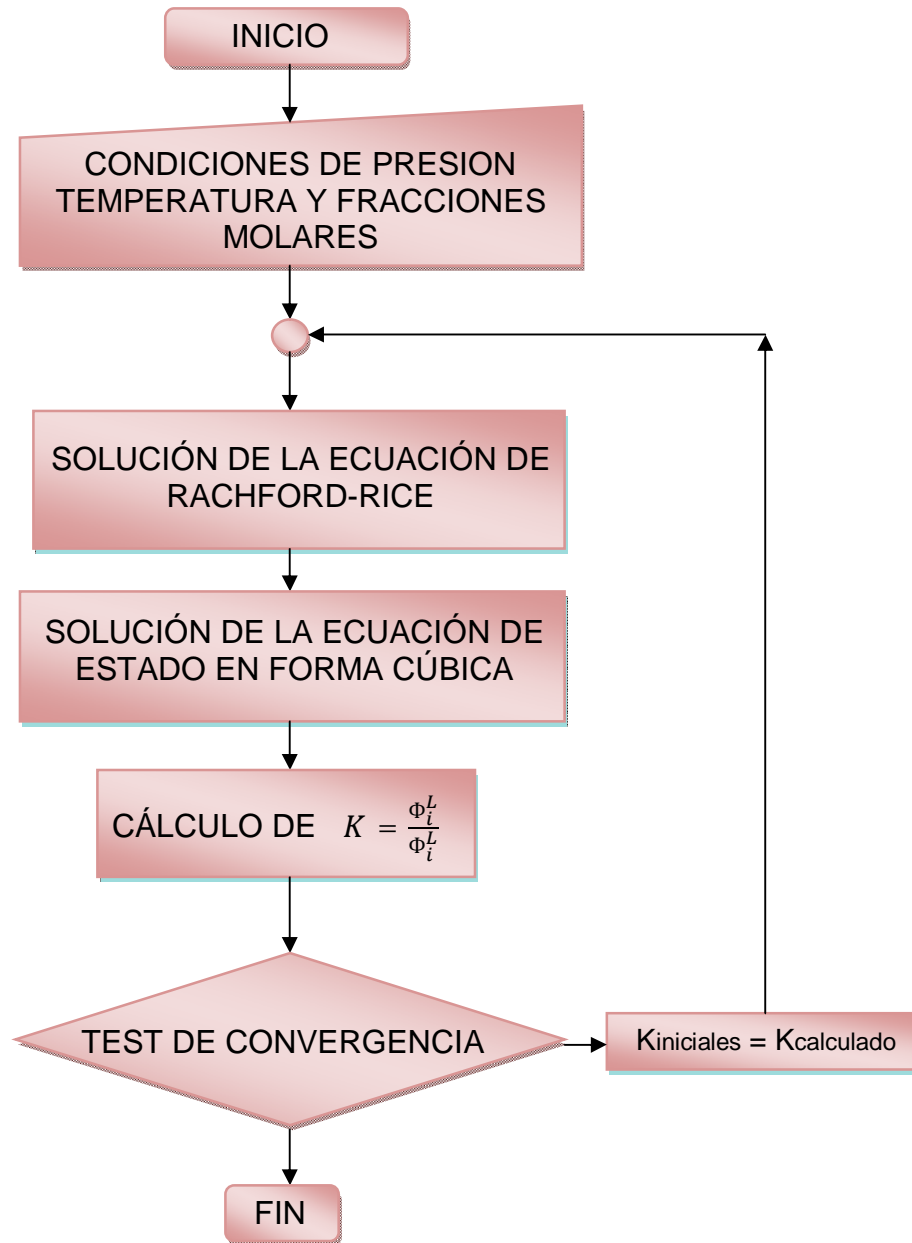 INICIO
CONDICIONES DE PRESION
TEMPERATURA Y FRACCIONES
MOLARES
SOLUCIÓN DE LA ECUACIÓN DE
RACHFORD-RICE
SOLUCIÓN DE LA ECUACIÓN DE
ESTADO EN FORMA CÚBICA
CÁLCULO DE K = Φ_i^L / Φ_i^L
TEST DE CONVERGENCIA
Kiniciales = Kcalculado
FIN